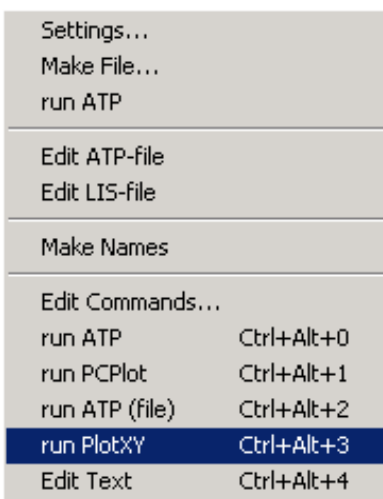 Settings...
Make File...
run ATP
Edit ATP-file
Edit LIS-file
Make Names
Edit Commands...
run ATP Ctrl+Alt+0
run PCPlot Ctrl+Alt+1
run ATP (file) Ctrl+Alt+2
run PlotXY Ctrl+Alt+3
Edit Text Ctrl+Alt+4